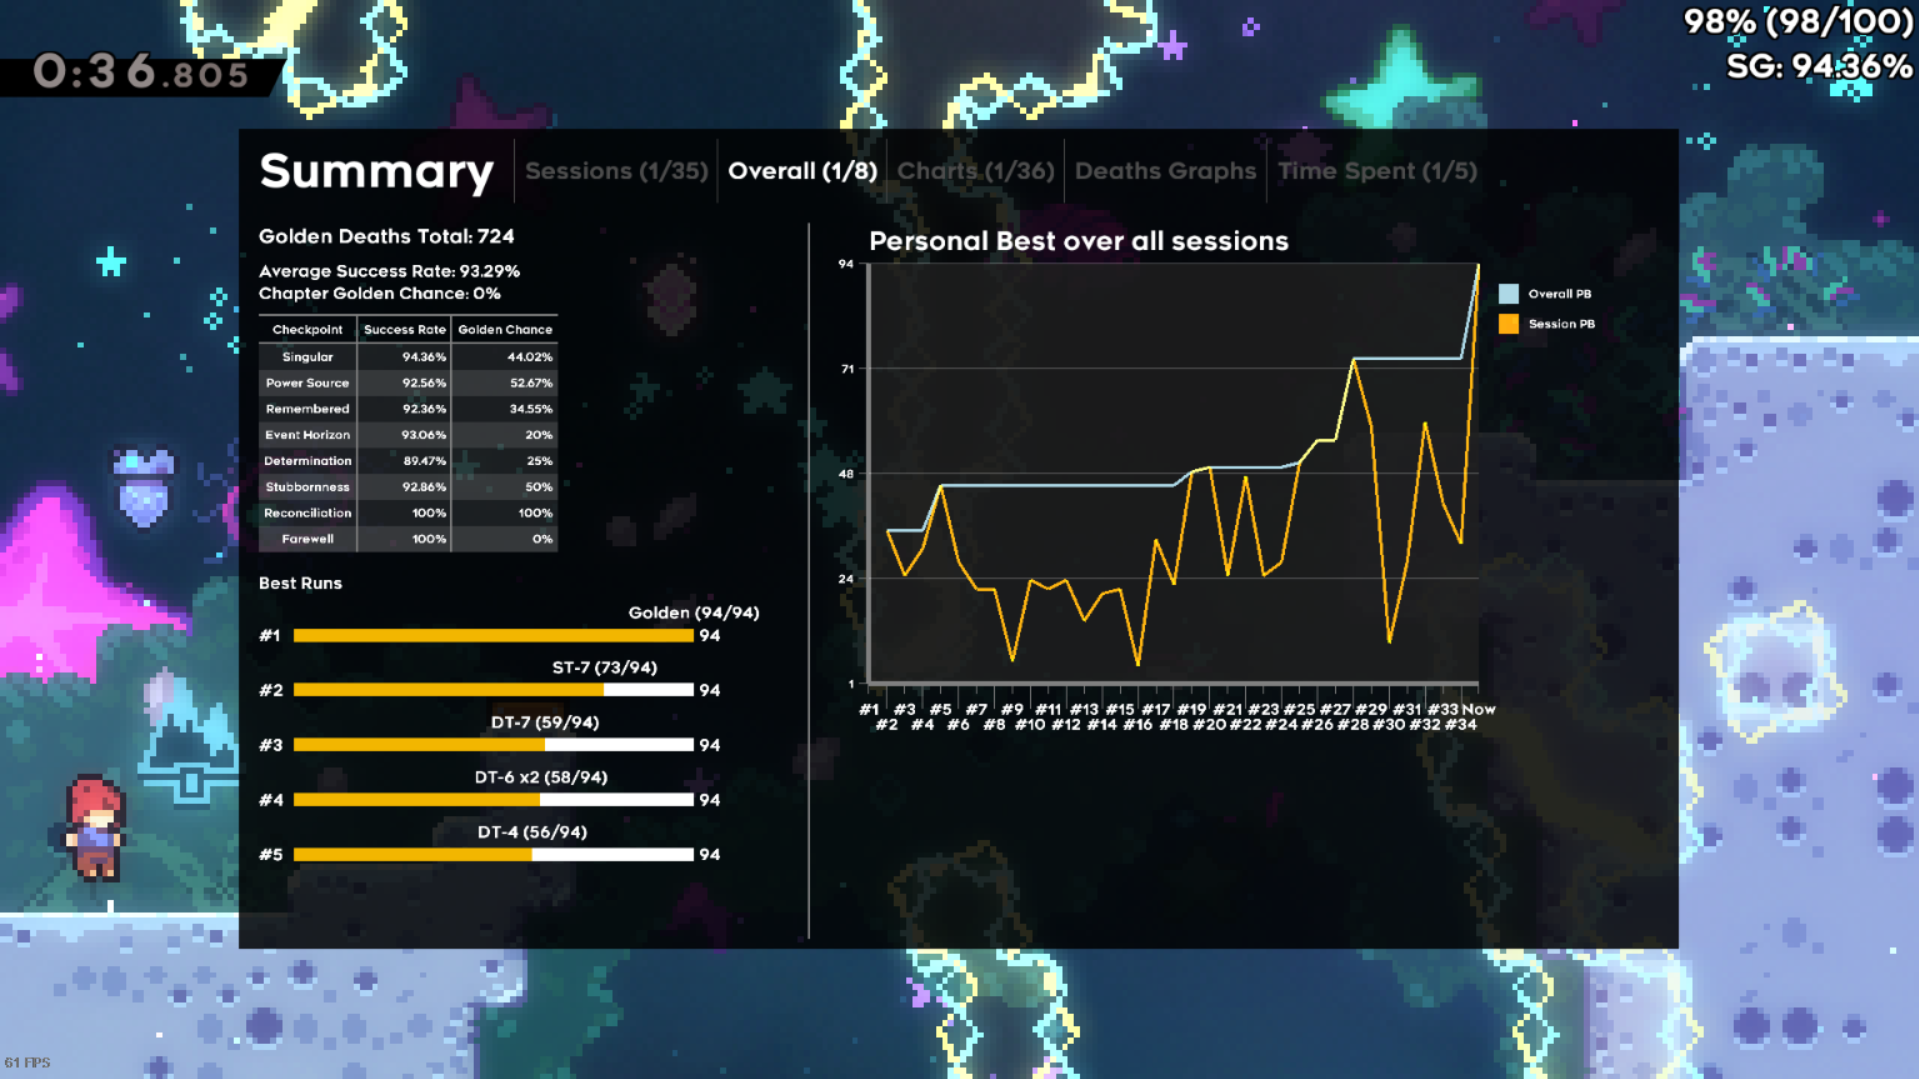 0:36.805
98% (98/100)
SG: 94.36%
Summary
Sessions (1/35)
Overall (1/8)
Charts (1/36)
Deaths Graphs
Time Spent (1/5)
Golden Deaths Total: 724
Average Success Rate: 93.29%
Chapter Golden Chance: 0%
Checkpoint Success Rate Golden Chance
Singular 94.36% 44.02%
Power Source 92.56% 52.67%
Remembered 92.36% 34.55%
Event Horizon 93.06% 20%
Determination 89.47% 25%
Stubbornness 92.86% 50%
Reconciliation 100% 100%
Farewell 100% 0%
Best Runs
Golden (94/94)
#1 94
ST-7 (73/94)
#2 94
DT-7 (59/94)
#3 94
DT-6 x2 (58/94)
#4 94
DT-4 (56/94)
#5 94
Personal Best over all sessions
94
71
48
24
1
#1 #3 #5 #7 #9 #11 #13 #15 #17 #19 #21 #23 #25 #27 #29 #31 #33 Now
#2 #4 #6 #8 #10 #12 #14 #16 #18 #20 #22 #24 #26 #28 #30 #32 #34
Overall PB
Session PB
61 FPS